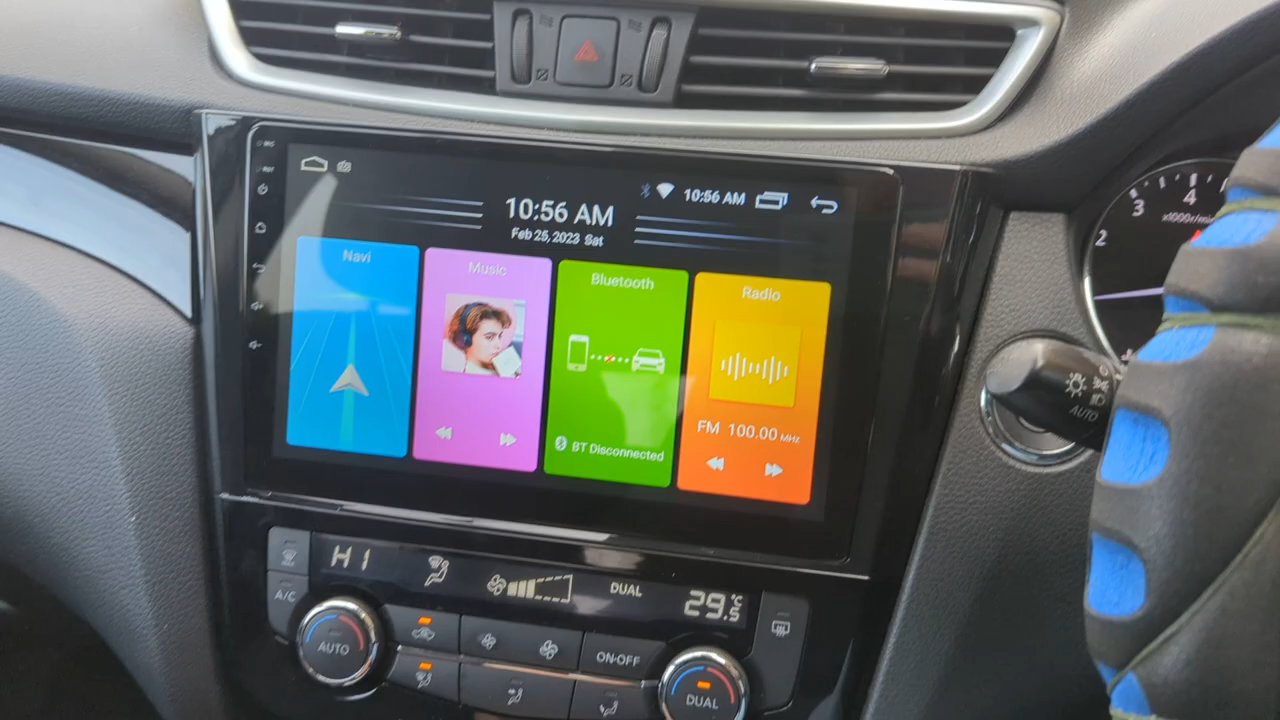 10:56 AM
10:56 AM
Feb 25, 2023 Sat
Navi
Music
Bluetooth
BT Disconnected
Radio
FM 100.00 MHz
2
3
4
x1000r/min
AUTO
HI
DUAL
29.5°C
A/C
AUTO
ON·OFF
DUAL